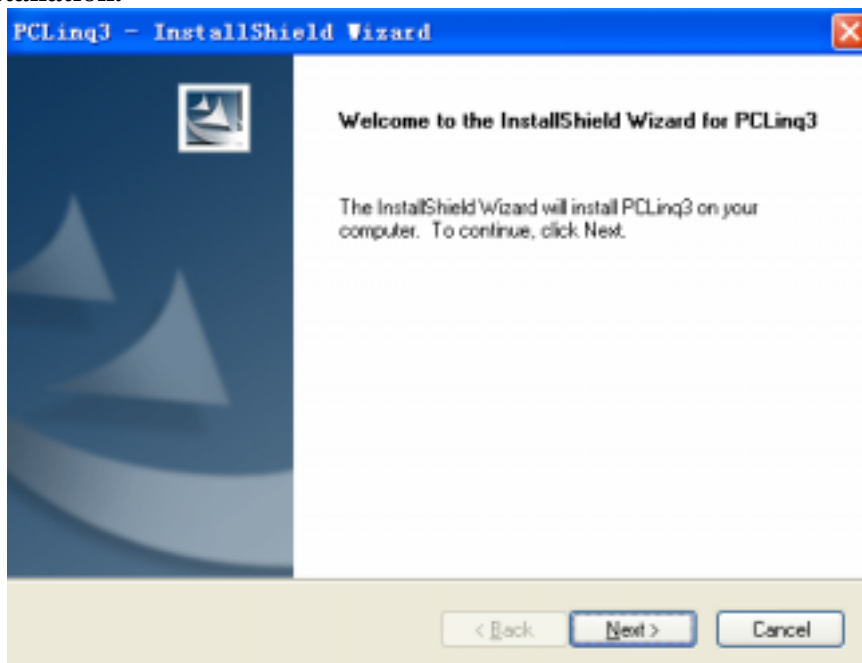 PCLinq3 - InstallShield Wizard
Welcome to the InstallShield Wizard for PCLinq3
The InstallShield Wizard will install PCLinq3 on your
computer. To continue, click Next.
< Back
Next >
Cancel